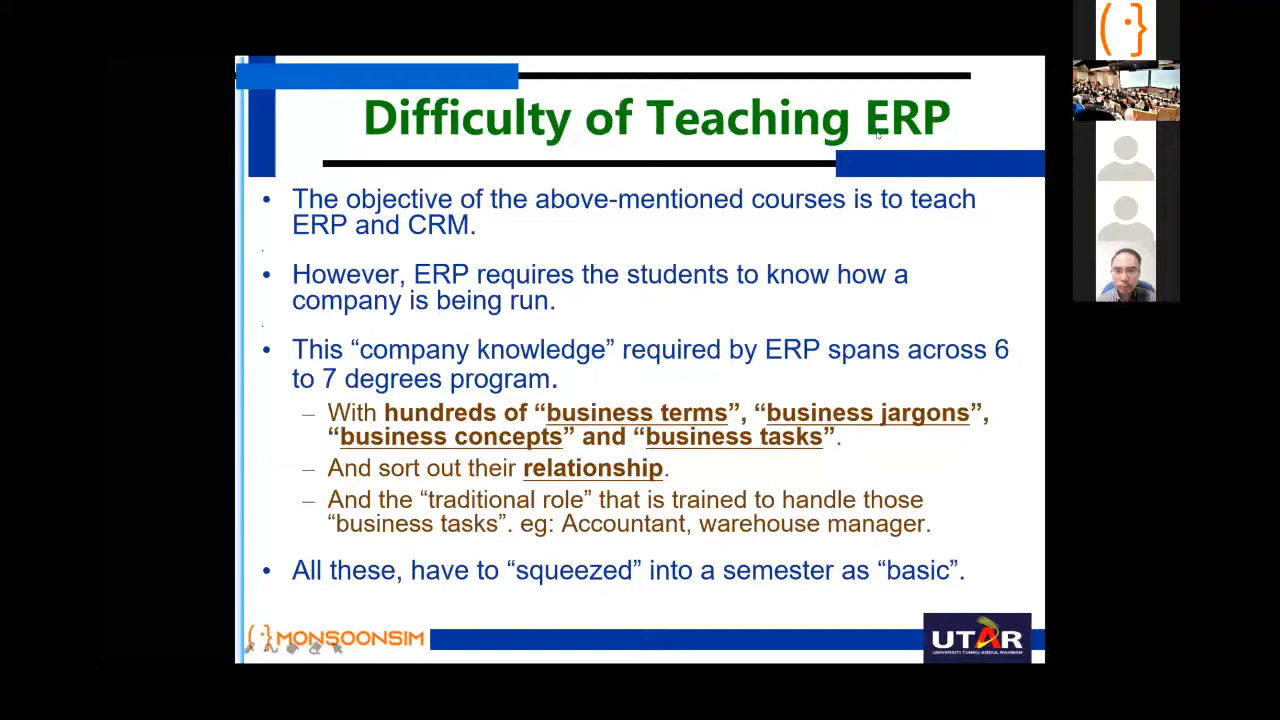 Difficulty of Teaching ERP
• The objective of the above-mentioned courses is to teach
ERP and CRM.
• However, ERP requires the students to know how a
company is being run.
• This “company knowledge” required by ERP spans across 6
to 7 degrees program.
– With hundreds of “business terms”, “business jargons”,
“business concepts” and “business tasks”.
– And sort out their relationship.
– And the “traditional role” that is trained to handle those
“business tasks”. eg: Accountant, warehouse manager.
• All these, have to “squeezed” into a semester as “basic”.
MONSOONSIM
UTAR
UNIVERSITI TUNKU ABDUL RAHMAN